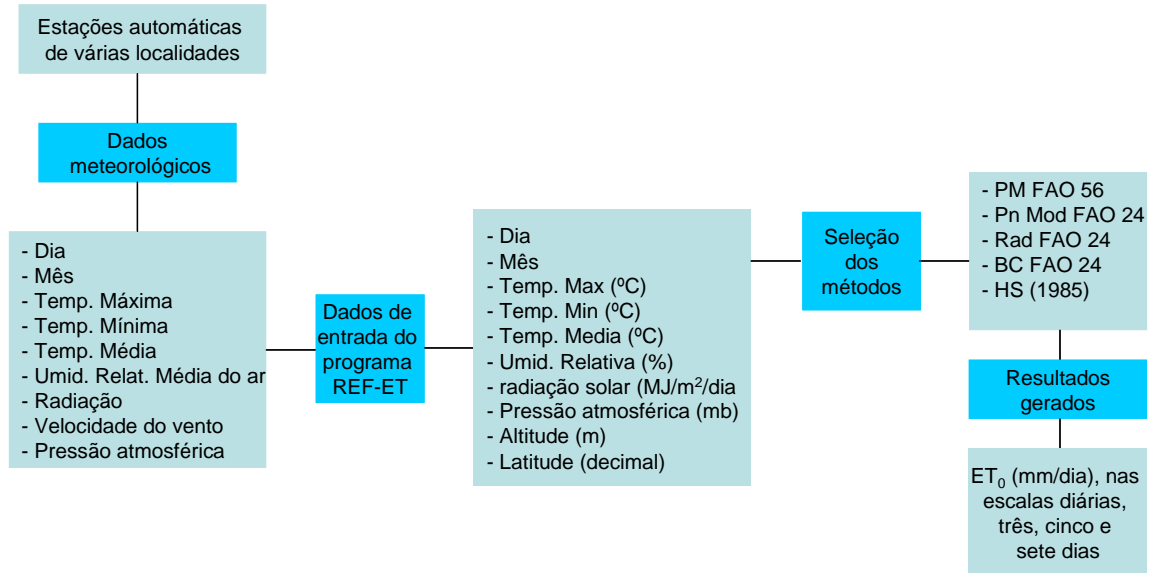 Estações automáticas
de várias localidades
Dados
meteorológicos
- Dia
- Mês
- Temp. Máxima
- Temp. Mínima
- Temp. Média
- Umid. Relat. Média do ar
- Radiação
- Velocidade do vento
- Pressão atmosférica
Dados de
entrada do
programa
REF-ET
- Dia
- Mês
- Temp. Max (ºC)
- Temp. Min (ºC)
- Temp. Media (ºC)
- Umid. Relativa (%)
- radiação solar (MJ/m²/dia
- Pressão atmosférica (mb)
- Altitude (m)
- Latitude (decimal)
Seleção
dos
métodos
- PM FAO 56
- Pn Mod FAO 24
- Rad FAO 24
- BC FAO 24
- HS (1985)
Resultados
gerados
ET₀ (mm/dia), nas
escalas diárias,
três, cinco e
sete dias